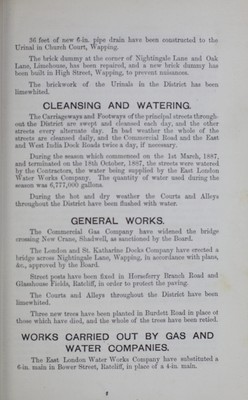 36 feet of new 6-in. pipe drain have been constructed to the
Urinal in Church Court, Wapping.
The brick dummy at the corner of Nightingale Lane and Oak
Lane, Limehouse, has been repaired, and a new brick dummy has
been built in High Street, Wapping, to prevent nuisances.
The brickwork of the Urinals in the District has been
limewhited.
CLEANSING AND WATERING.
The Carriageways and Footways of the principal streets through-
out the District are swept and cleansed each day, and the other
streets every alternate day. In bad weather the whole of the
streets are cleansed daily, and the Commercial Road and the East
and West India Dock Roads twice a day, if necessary.
During the season which commenced on the 1st March, 1887,
and terminated on the 18th October, 1887, the streets were watered
by the Contractors, the water being supplied by the East London
Water Works Company. The quantity of water used during the
season was 6,777,000 gallons.
During the hot and dry weather the Courts and Alleys
throughout the District have been flushed with water.
GENERAL WORKS.
The Commercial Gas Company have widened the bridge
crossing New Crane, Shadwell, as sanctioned by the Board.
The London and St. Katharine Docks Company have erected a
bridge across Nightingale Lane, Wapping, in accordance with plans,
&c., approved by the Board.
Street posts have been fixed in Horseferry Branch Road and
Glasshouse Fields, Ratcliff, in order to protect the paving.
The Courts and Alleys throughout the District have been
limewhited.
Three new trees have been planted in Burdett Road in place of
those which have died, and the whole of the trees have been retied.
WORKS CARRIED OUT BY GAS AND
WATER COMPANIES.
The East London Water Works Company have substituted a
6-in. main in Bower Street, Ratcliff, in place of a 4-in. main.